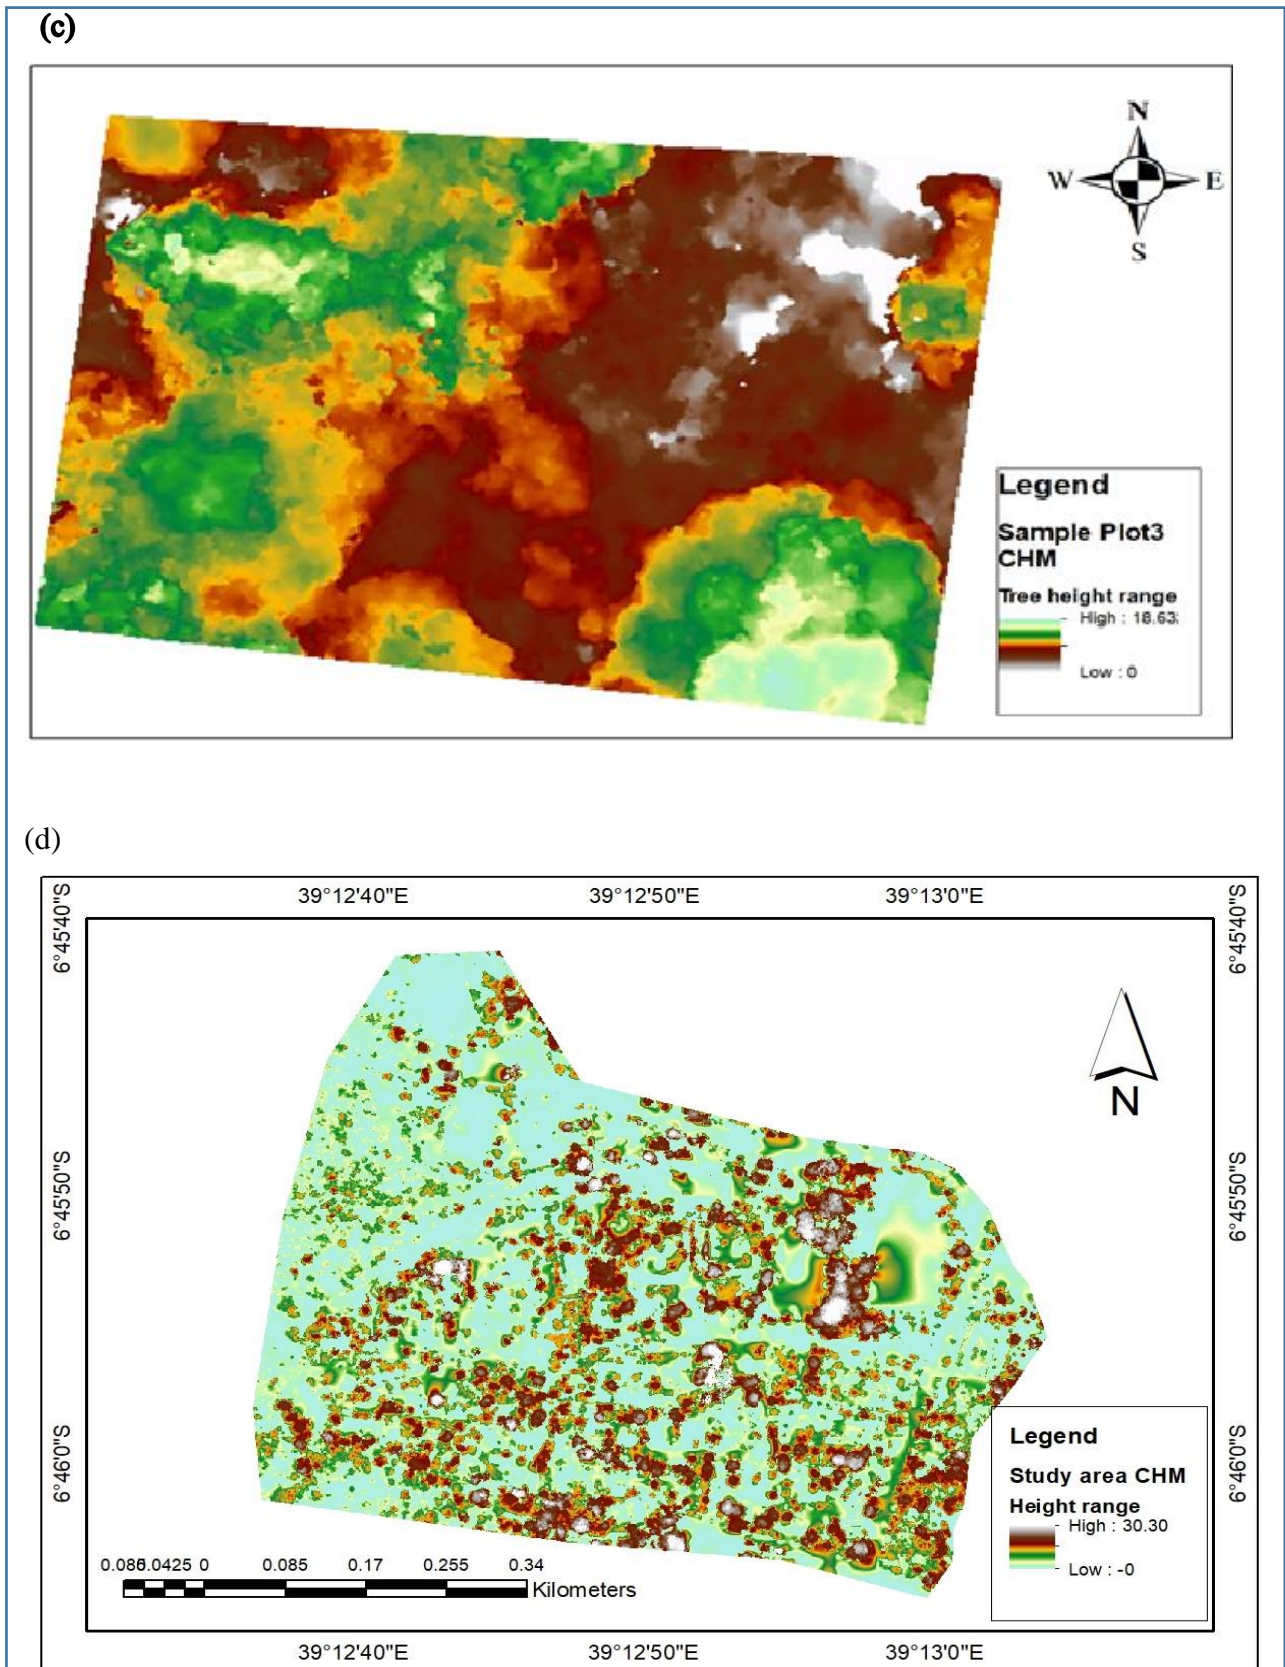 (c)
N
W E
S
Legend
Sample Plot3
CHM
Tree height range
High : 18.63
Low : 0
(d)
39°12'40"E 39°12'50"E 39°13'0"E
6°45'40"S 6°45'40"S
N
6°45'50"S 6°45'50"S
6°46'0"S 6°46'0"S
Legend
Study area CHM
Height range
High : 30.30
Low : -0
0 0.085 0.17 0.255 0.34
Kilometers
39°12'40"E 39°12'50"E 39°13'0"E